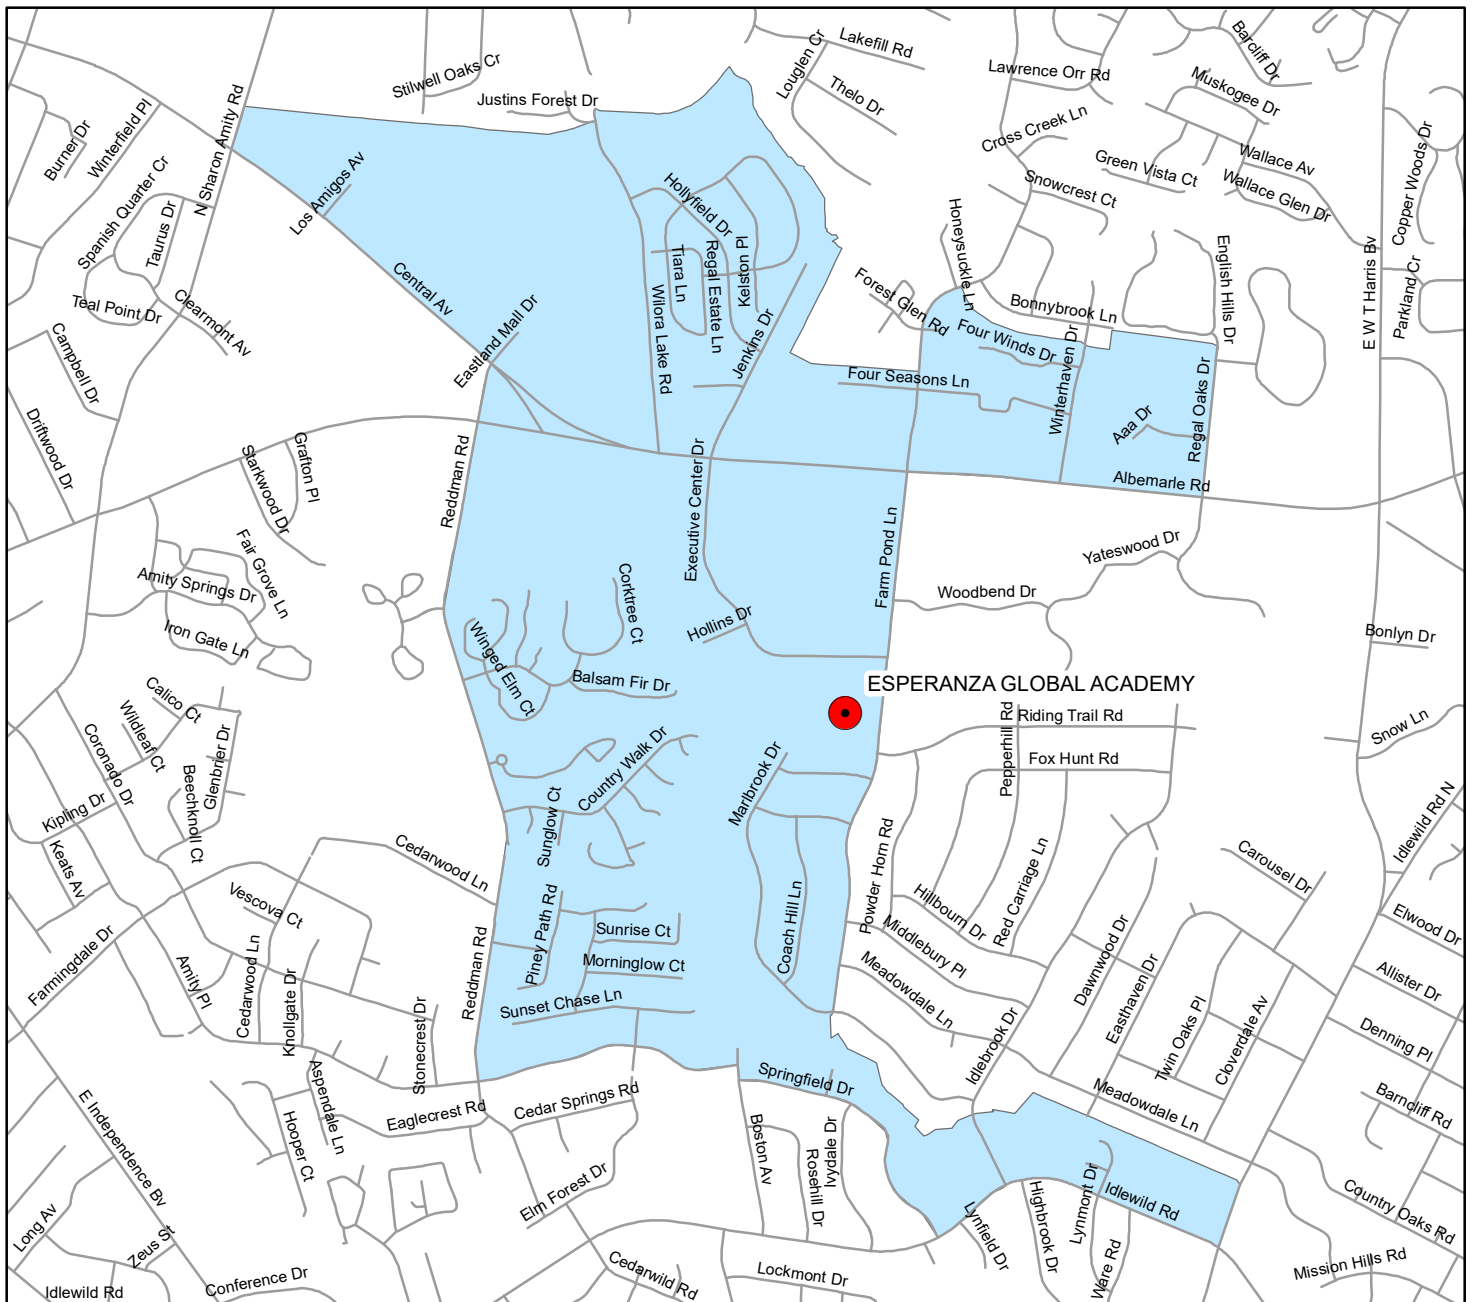 Lakefill Rd
Louglen Cr
Barcliff Dr
Stilwell Oaks Cr
Lawrence Orr Rd
Muskogee Dr
Justins Forest Dr
Thelo Dr
N Sharon Amity Rd
Winterfield Pl
Burner Dr
Cross Creek Ln
Copper Woods Dr
Wallace Av
Green Vista Ct
Wallace Glen Dr
Snowcrest Ct
Spanish Quarter Cr
Los Amigos Av
Taurus Dr
Hollyfield Dr
Honeysuckle Ln
English Hills Dr
E W T Harris Bv
Parkland Cr
Tiara Ln
Regal Estate Ln
Kelston Pl
Central Av
Forest Glen Rd
Bonnybrook Ln
Teal Point Dr
Clearmont Av
Eastland Mall Dr
Wilora Lake Rd
Jenkins Dr
Four Winds Dr
Winterhaven Dr
Campbell Dr
Four Seasons Ln
Regal Oaks Dr
Aaa Dr
Driftwood Dr
Starkwood Dr
Grafton Pl
Reddman Rd
Executive Center Dr
Albemarle Rd
Farm Pond Ln
Yateswood Dr
Fair Grove Ln
Amity Springs Dr
Corktree Ct
Woodbend Dr
Iron Gate Ln
Hollins Dr
Bonlyn Dr
Winged Elm Ct
Balsam Fir Dr
ESPERANZA GLOBAL ACADEMY
Calico Ct
Wildleaf Ct
Riding Trail Rd
Pepperhill Rd
Snow Ln
Coronado Dr
Glenbrier Dr
Country Walk Dr
Marlbrook Dr
Fox Hunt Rd
Beechknoll Ct
Kipling Dr
Sunglow Ct
Idlewild Rd N
Keats Av
Cedarwood Ln
Powder Horn Rd
Carousel Dr
Red Carriage Ln
Vescova Ct
Piney Path Rd
Coach Hill Ln
Hillbourn Dr
Elwood Dr
Sunrise Ct
Middlebury Pl
Farmingdale Dr
Cedarwood Ln
Reddman Rd
Morninglow Ct
Dawnwood Dr
Amity Pl
Meadowdale Ln
Easthaven Dr
Allister Dr
Knollgate Dr
Sunset Chase Ln
Twin Oaks Pl
Cloverdale Av
Stonecrest Dr
Idlebrook Dr
Denning Pl
Aspendale Ln
Springfield Dr
Meadowdale Ln
Barncliff Rd
E Independence Bv
Hooper Ct
Eaglecrest Rd
Cedar Springs Rd
Boston Av
Rosehill Dr
Ivydale Dr
Elm Forest Dr
Lynfield Dr
Highbrook Dr
Lynmont Dr
Idlewild Rd
Country Oaks Rd
Long Av
Zeus St
Ware Rd
Mission Hills Rd
Cedarwild Rd
Lockmont Dr
Conference Dr
Idlewild Rd